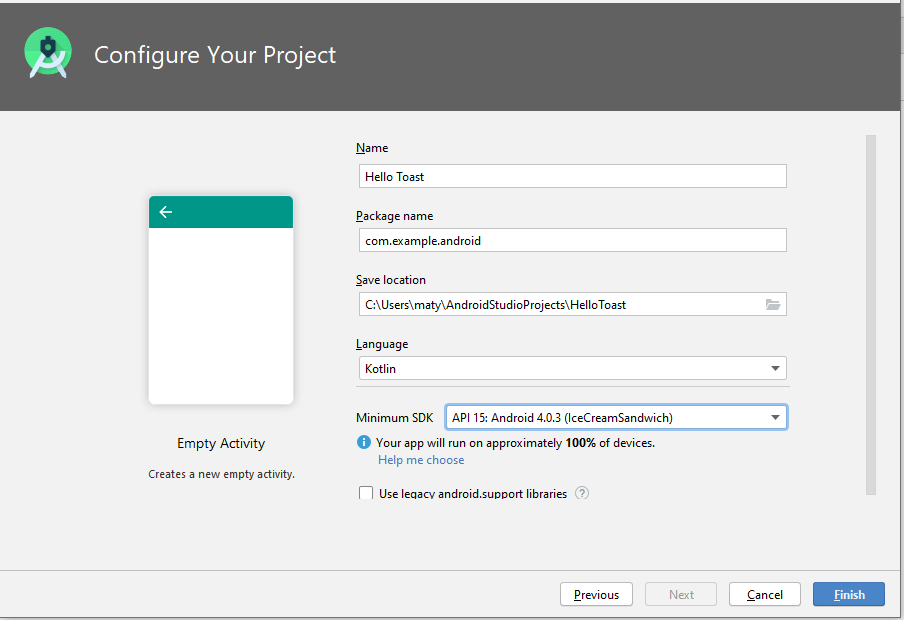 Configure Your Project
Name
Hello Toast
Package name
com.example.android
Save location
C:\Users\maty\AndroidStudioProjects\HelloToast
Language
Kotlin
Minimum SDK API 15: Android 4.0.3 (IceCreamSandwich)
Your app will run on approximately 100% of devices.
Help me choose
Use legacy android.support libraries ?
Empty Activity
Creates a new empty activity.
Previous Next Cancel Finish